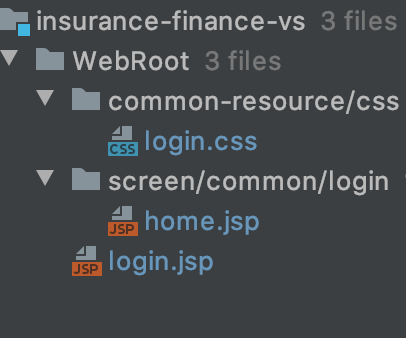 insurance-finance-vs 3 files
WebRoot 3 files
common-resource/css
CSS login.css
screen/common/login
JSP home.jsp
JSP login.jsp